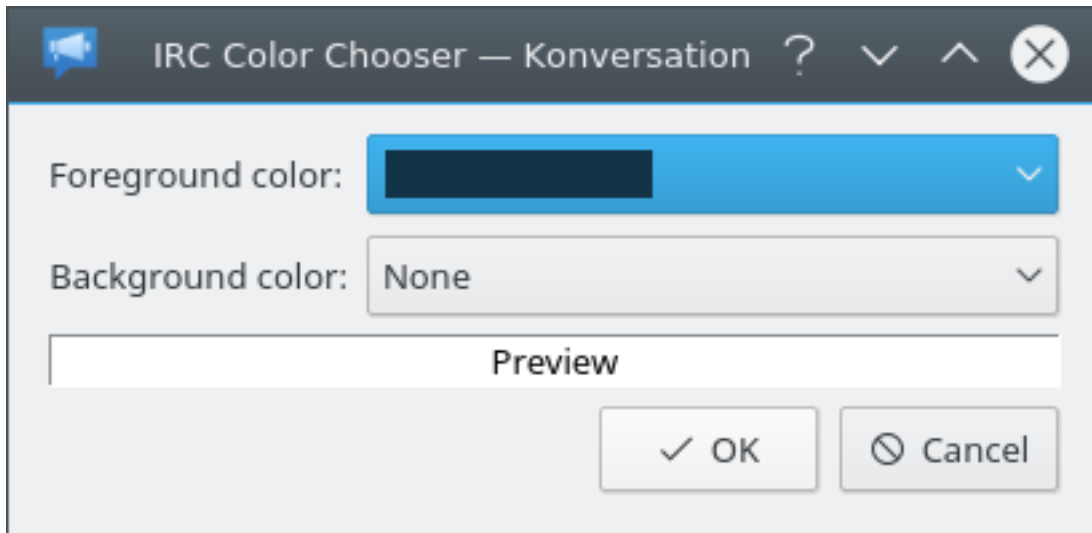 IRC Color Chooser — Konversation
Foreground color:
Background color: None
Preview
OK Cancel